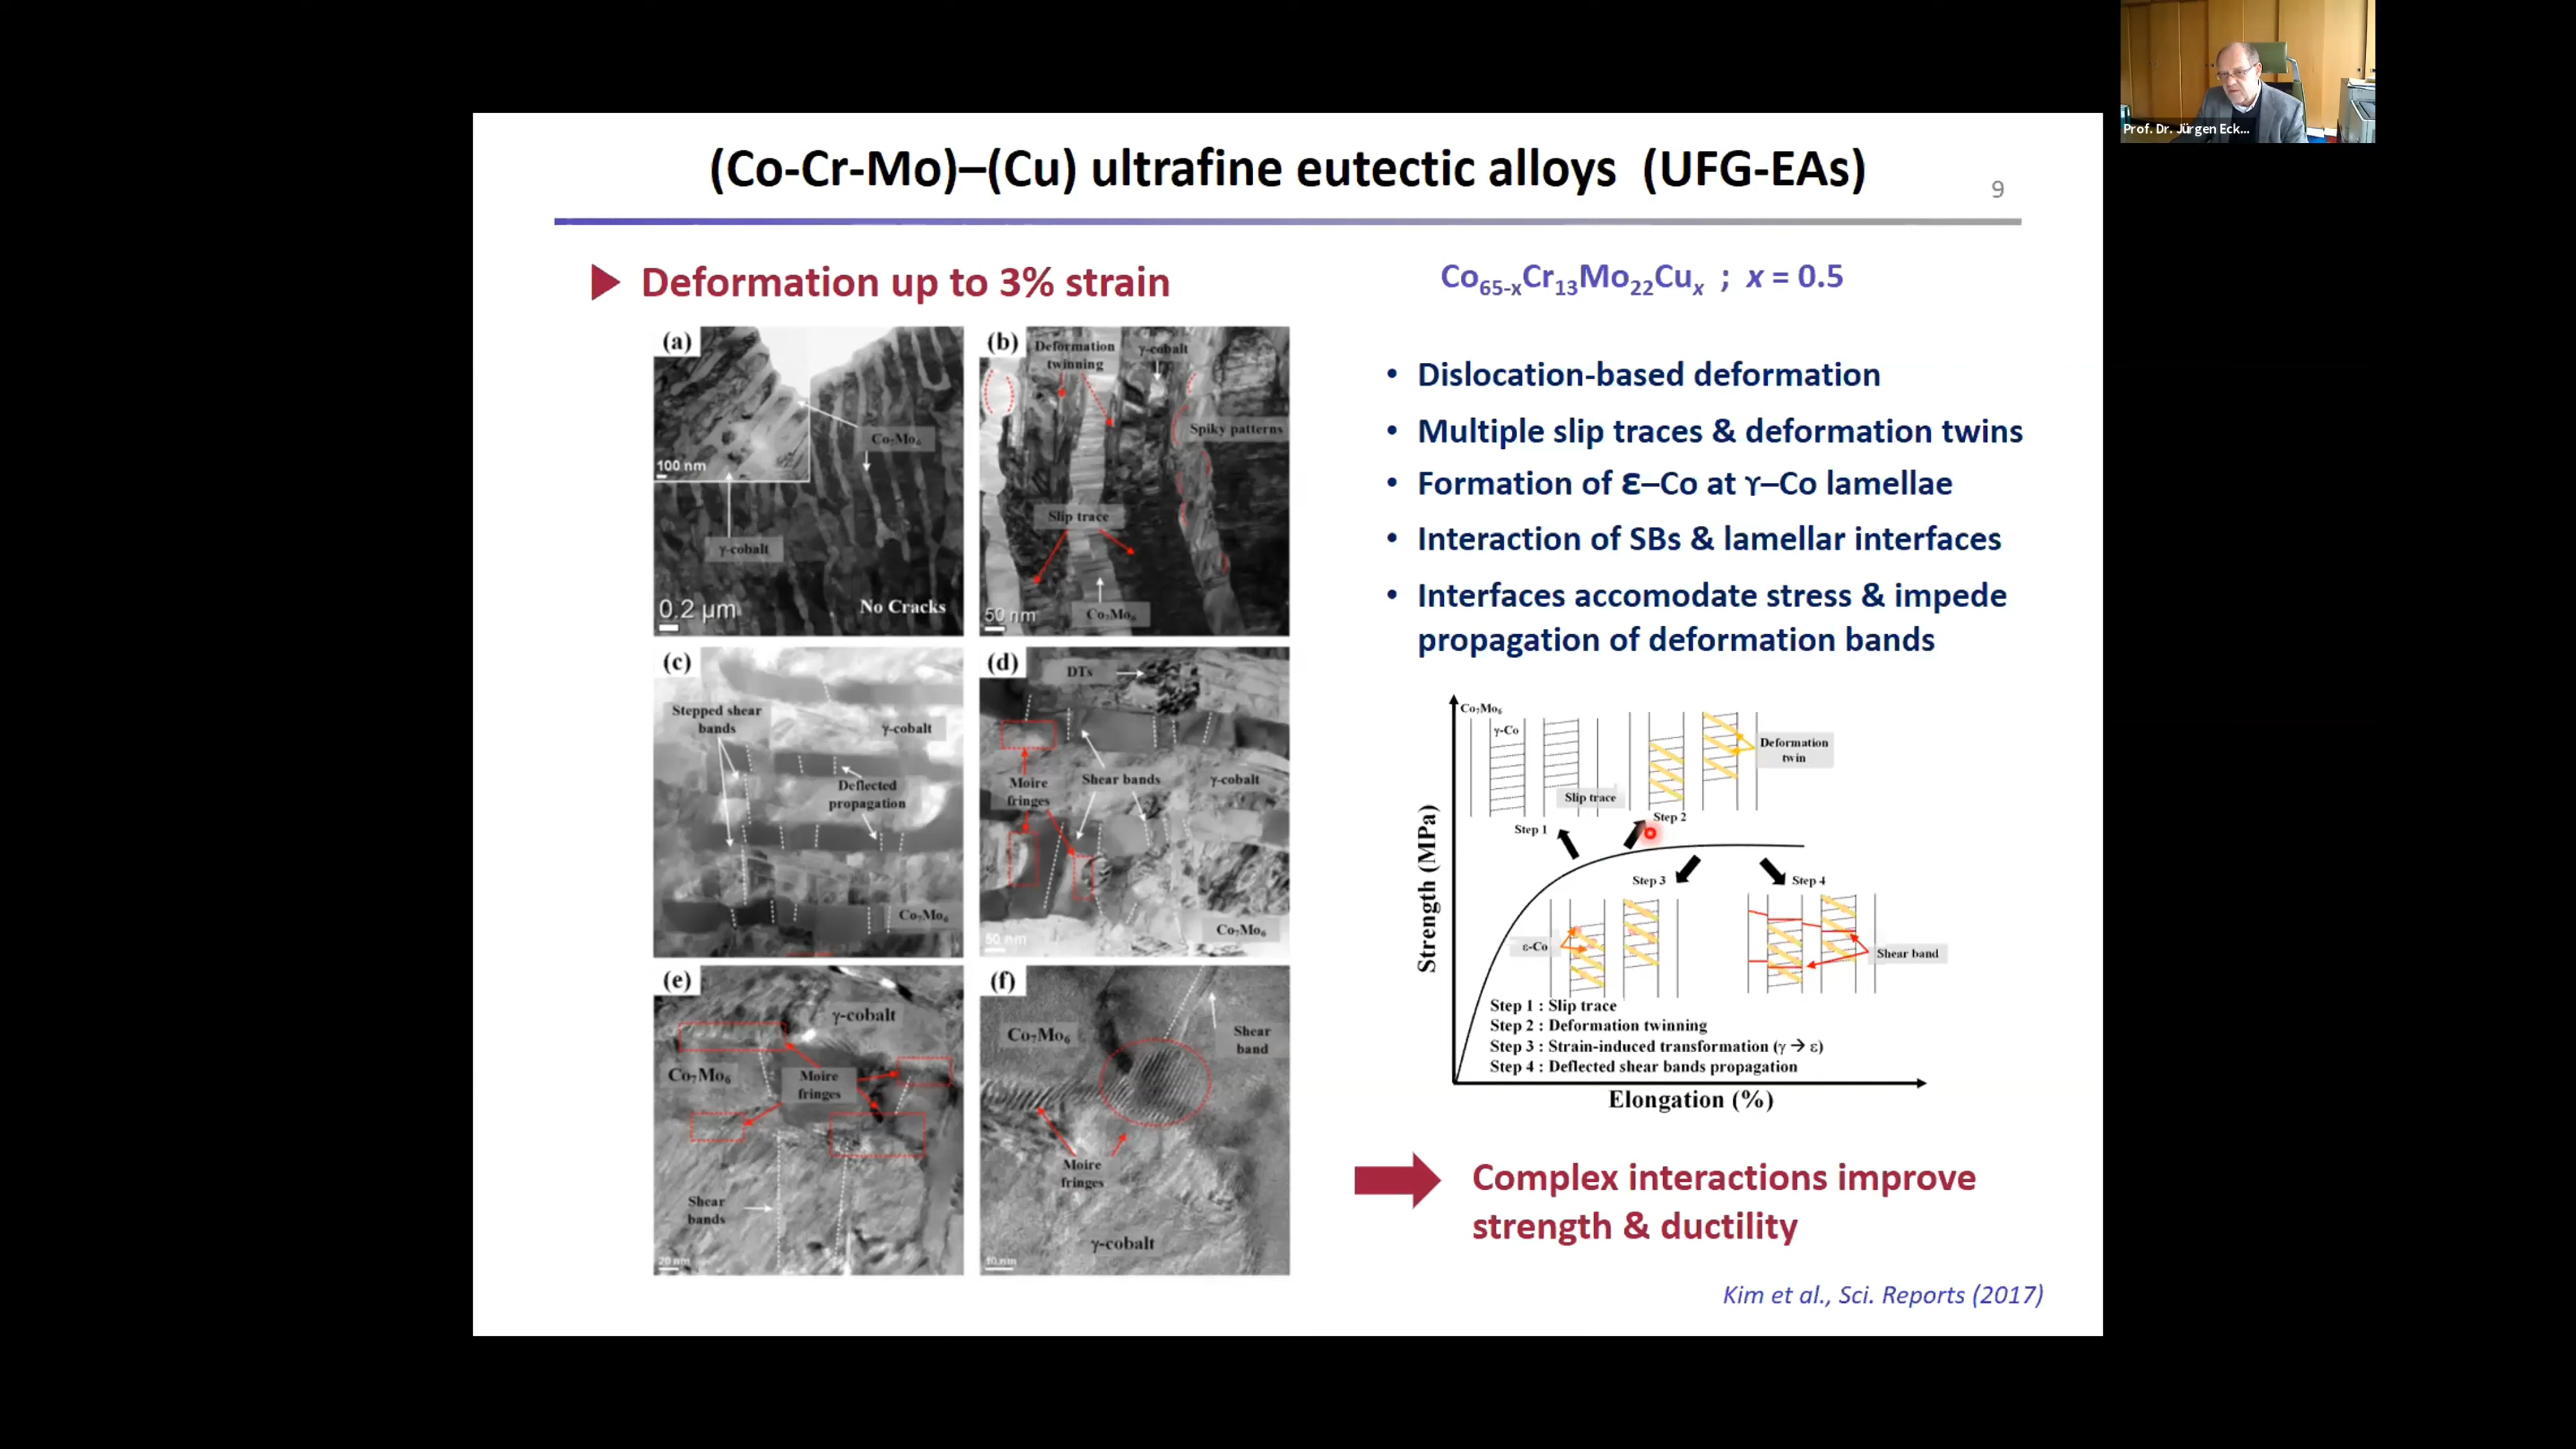 Prof. Dr. Jürgen Eck...
(Co-Cr-Mo)–(Cu) ultrafine eutectic alloys (UFG-EAs)
9
Deformation up to 3% strain
(a)
Co₇Mo₆
100 nm
γ-cobalt
0.2 µm
No Cracks
(b)
Deformation
twinning
γ-cobalt
Spiky patterns
Slip trace
50 nm
Co₇Mo₆
(c)
Stepped shear
bands
γ-cobalt
Deflected
propagation
Co₇Mo₆
(d)
DTs
Moire
fringes
Shear bands
γ-cobalt
50 nm
Co₇Mo₆
(e)
γ-cobalt
Co₇Mo₆
Moire
fringes
Shear
bands
20 nm
(f)
Co₇Mo₆
Shear
band
Moire
fringes
γ-cobalt
10 nm
Co₆₅₋ₓCr₁₃Mo₂₂Cuₓ ; x = 0.5
• Dislocation-based deformation
• Multiple slip traces & deformation twins
• Formation of ε–Co at γ–Co lamellae
• Interaction of SBs & lamellar interfaces
• Interfaces accomodate stress & impede
propagation of deformation bands
Co₇Mo₆
γ-Co
Slip trace
Deformation
twin
Step 1
Step 2
Step 3
Step 4
ε-Co
Shear band
Step 1 : Slip trace
Step 2 : Deformation twinning
Step 3 : Strain-induced transformation (γ → ε)
Step 4 : Deflected shear bands propagation
Strength (MPa)
Elongation (%)
Complex interactions improve
strength & ductility
Kim et al., Sci. Reports (2017)